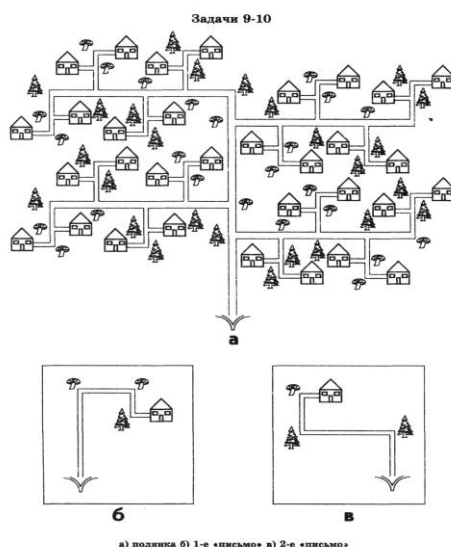 Задачи 9-10
а
б
в
а) полянка б) 1-е «письмо» в) 2-е «письмо»